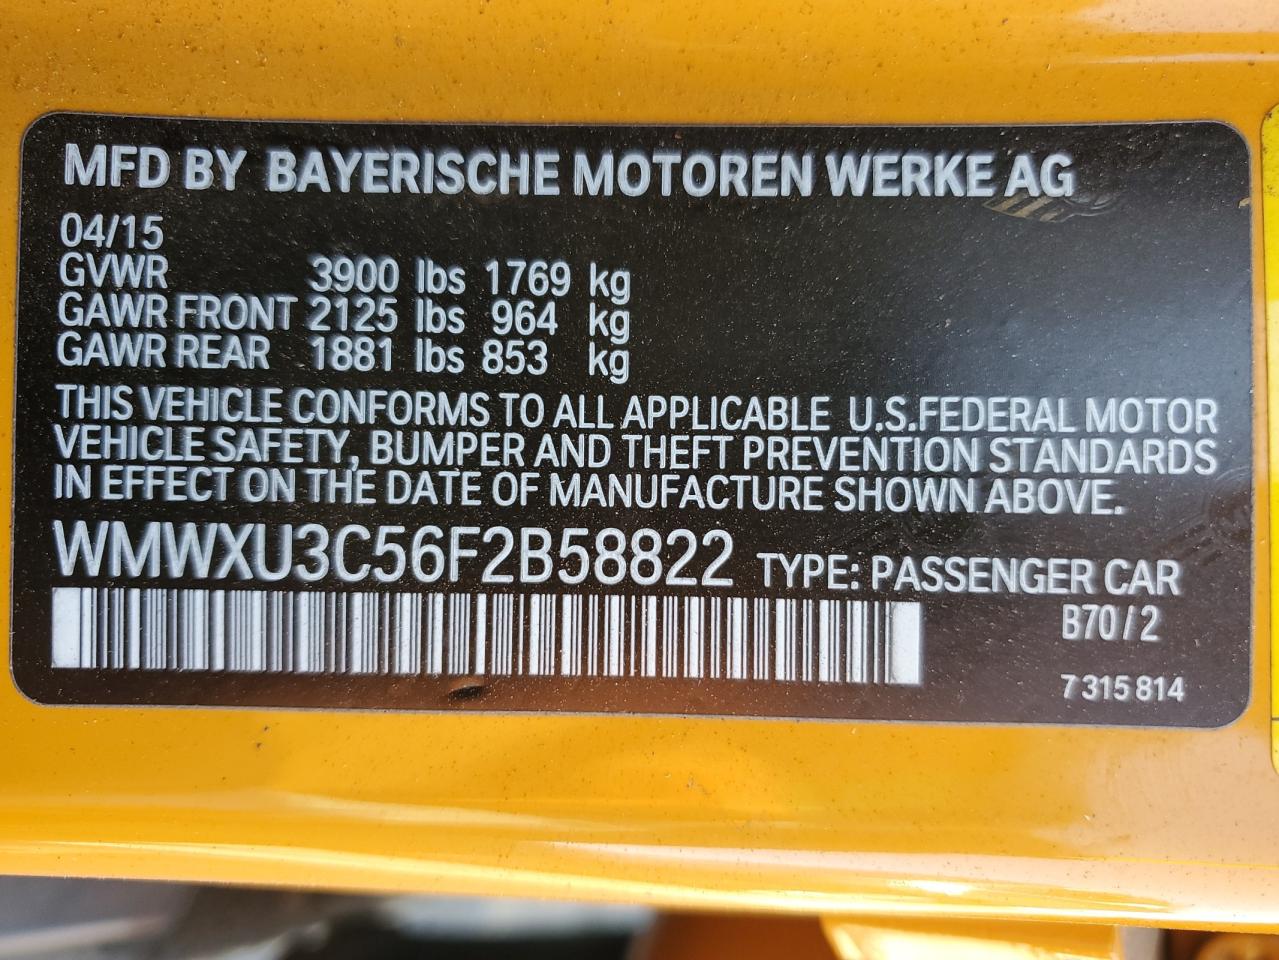 MFD BY BAYERISCHE MOTOREN WERKE AG
04/15
GVWR 3900 lbs 1769 kg
GAWR FRONT 2125 lbs 964 kg
GAWR REAR 1881 lbs 853 kg
THIS VEHICLE CONFORMS TO ALL APPLICABLE U.S.FEDERAL MOTOR
VEHICLE SAFETY, BUMPER AND THEFT PREVENTION STANDARDS
IN EFFECT ON THE DATE OF MANUFACTURE SHOWN ABOVE.
WMWXU3C56F2B58822 TYPE: PASSENGER CAR
B70/2
7 315 814